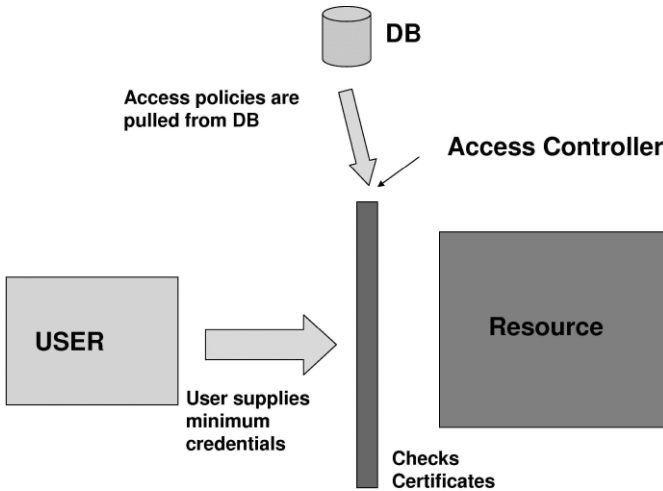 DB
Access policies are
pulled from DB
Access Controller
USER
Resource
User supplies
minimum
credentials
Checks
Certificates